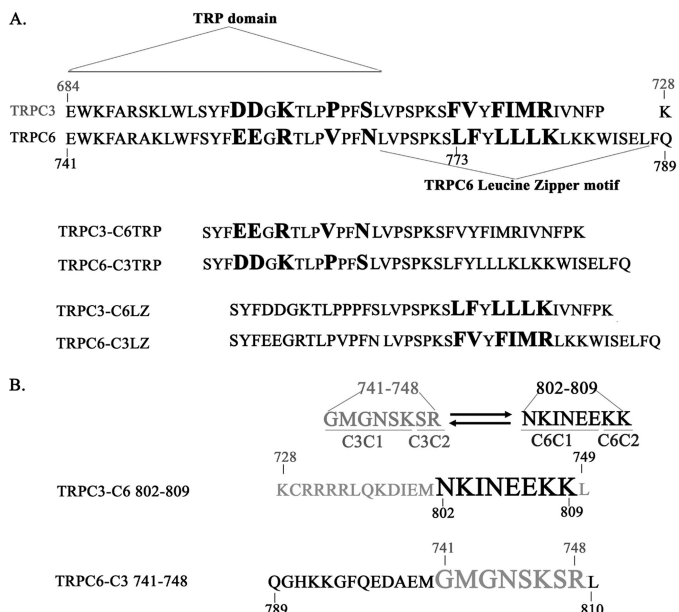 A.
TRP domain
684 728
TRPC3 EWKFARSKLWLSYFDDGKTLPPPFSLVPSPKSFVYFIMRIVNFP K
TRPC6 EWKFARAKLWFSYFEEGRTLPVPFNLVPSPKSLFYLLLKLKKWISELFQ
741 773 789
TRPC6 Leucine Zipper motif
TRPC3-C6TRP SYFEEGRTLPVPFNLVPSPKSFVYFIMRIVNFPK
TRPC6-C3TRP SYFDDGKTLPPPFSLVPSPKSLFYLLLKLKKWISELFQ
TRPC3-C6LZ SYFDDGKTLPPPFSLVPSPKSLFYLLLKIVNFPK
TRPC6-C3LZ SYFEEGRTLPVPFN LVPSPKSFVYFIMRLKKWISELFQ
B.
741-748 802-809
GMGNSKSR NKINEEKK
C3C1 C3C2 C6C1 C6C2
728 749
TRPC3-C6 802-809 KCRRRRLQKDIEMNKINEEKKL
802 809
741 748
TRPC6-C3 741-748 QGHKKGFQEDAEMGMGNSKSRL
789 810